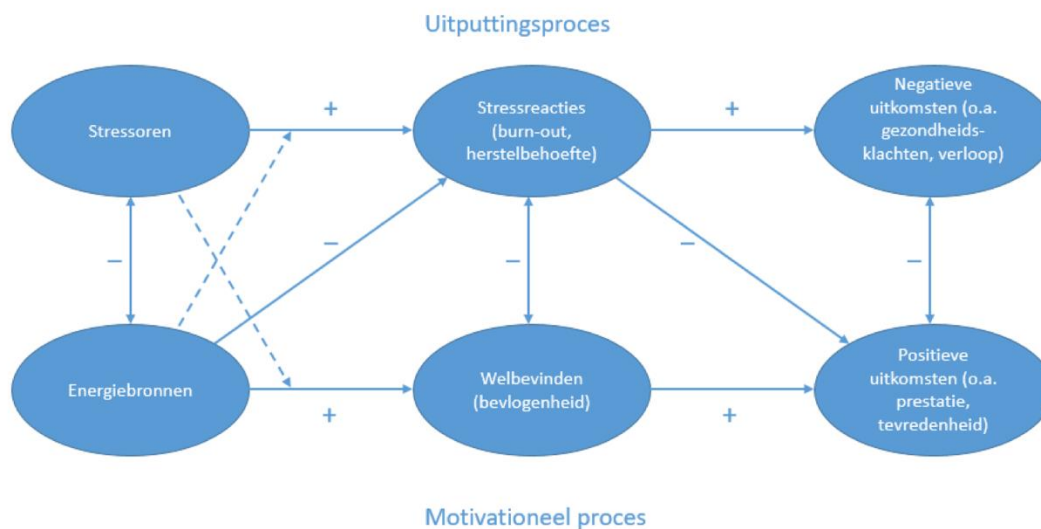 Uitputtingsproces
Stressoren
+
Stressreacties
(burn-out,
herstelbehoefte)
+
Negatieve
uitkomsten (o.a.
gezondheids-
klachten, verloop)
–
–
–
–
–
Energiebronnen
+
Welbevinden
(bevlogenheid)
+
Positieve
uitkomsten (o.a.
prestatie,
tevredenheid)
Motivationeel proces